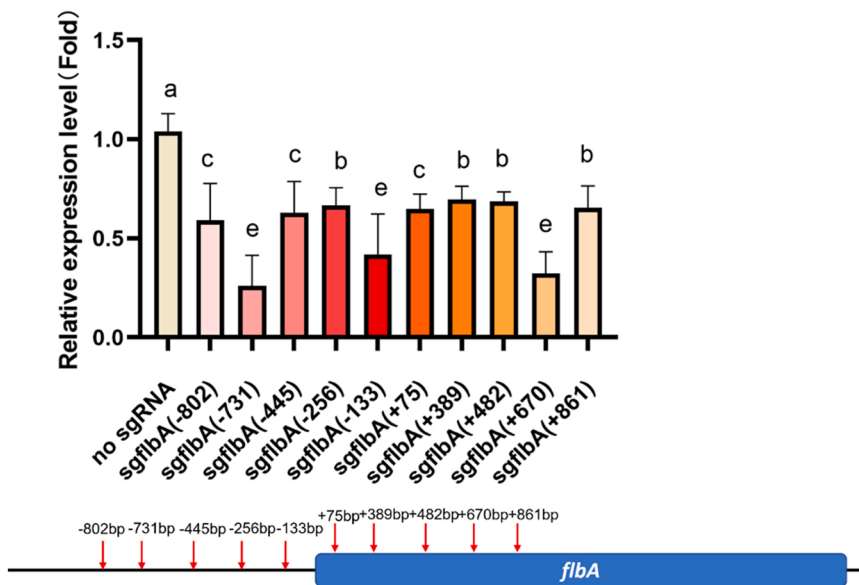 Relative expression level (Fold)
1.5
1.0
0.5
0.0
a
c
e
c
b
e
c
b
b
e
b
no sgRNA
sgflbA(-802)
sgflbA(-731)
sgflbA(-445)
sgflbA(-256)
sgflbA(-133)
sgflbA(+75)
sgflbA(+389)
sgflbA(+482)
sgflbA(+670)
sgflbA(+861)
-802bp -731bp -445bp -256bp -133bp +75bp +389bp +482bp +670bp +861bp
flbA